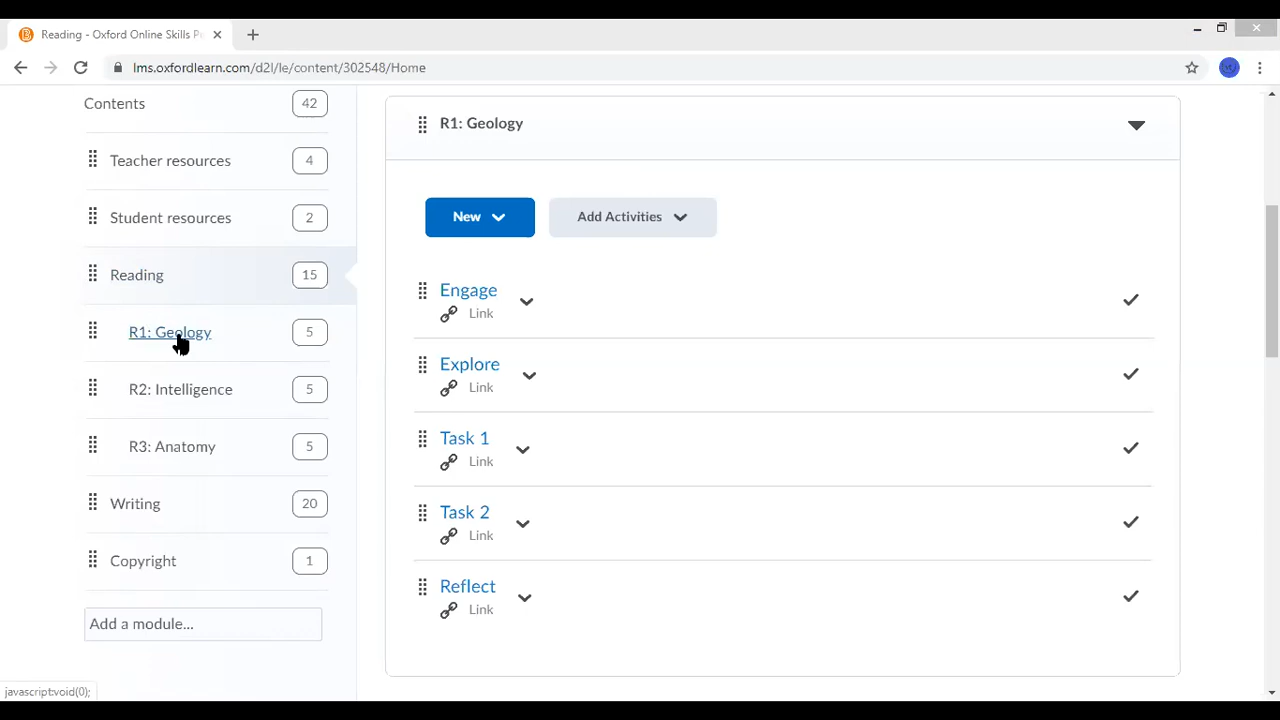 Reading - Oxford Online Skills P
lms.oxfordlearn.com/d2l/le/content/302548/Home
Contents 42
Teacher resources 4
Student resources 2
Reading 15
R1: Geology 5
R2: Intelligence 5
R3: Anatomy 5
Writing 20
Copyright 1
Add a module...
javascript:void(0);
R1: Geology
New Add Activities
Engage
Link
Explore
Link
Task 1
Link
Task 2
Link
Reflect
Link